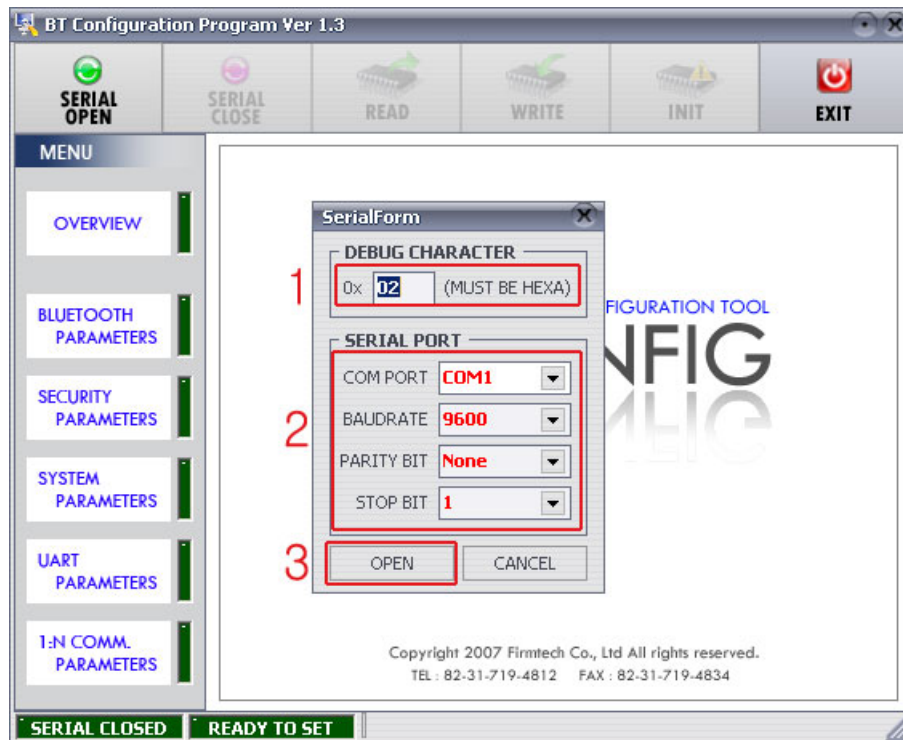 BT Configuration Program Ver 1.3
SERIAL OPEN
SERIAL CLOSE
READ
WRITE
INIT
EXIT
MENU
OVERVIEW
BLUETOOTH
PARAMETERS
SECURITY
PARAMETERS
SYSTEM
PARAMETERS
UART
PARAMETERS
1:N COMM.
PARAMETERS
SerialForm
DEBUG CHARACTER
1
0x 02 (MUST BE HEXA)
SERIAL PORT
2
COM PORT COM1
BAUDRATE 9600
PARITY BIT None
STOP BIT 1
3
OPEN CANCEL
FIGURATION TOOL
NFIG
Copyright 2007 Firmtech Co., Ltd All rights reserved.
TEL : 82-31-719-4812 FAX : 82-31-719-4834
SERIAL CLOSED READY TO SET